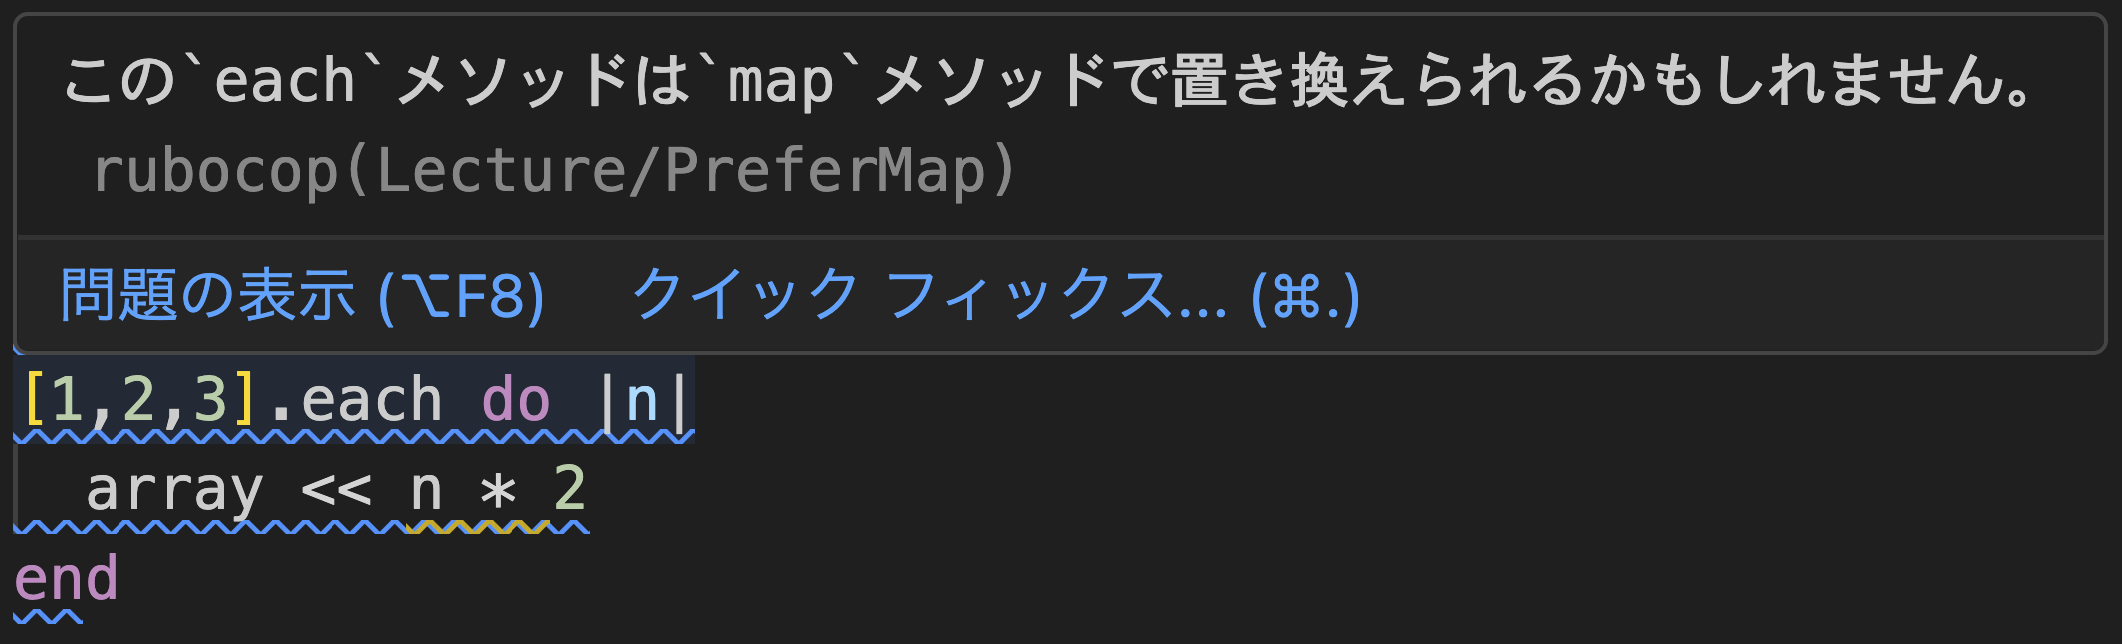 この`each`メソッドは`map`メソッドで置き換えられるかもしれません。
rubocop(Lecture/PreferMap)
問題の表示 (⌥F8) クイック フィックス... (⌘.)
[1,2,3].each do |n|
  array << n * 2
end